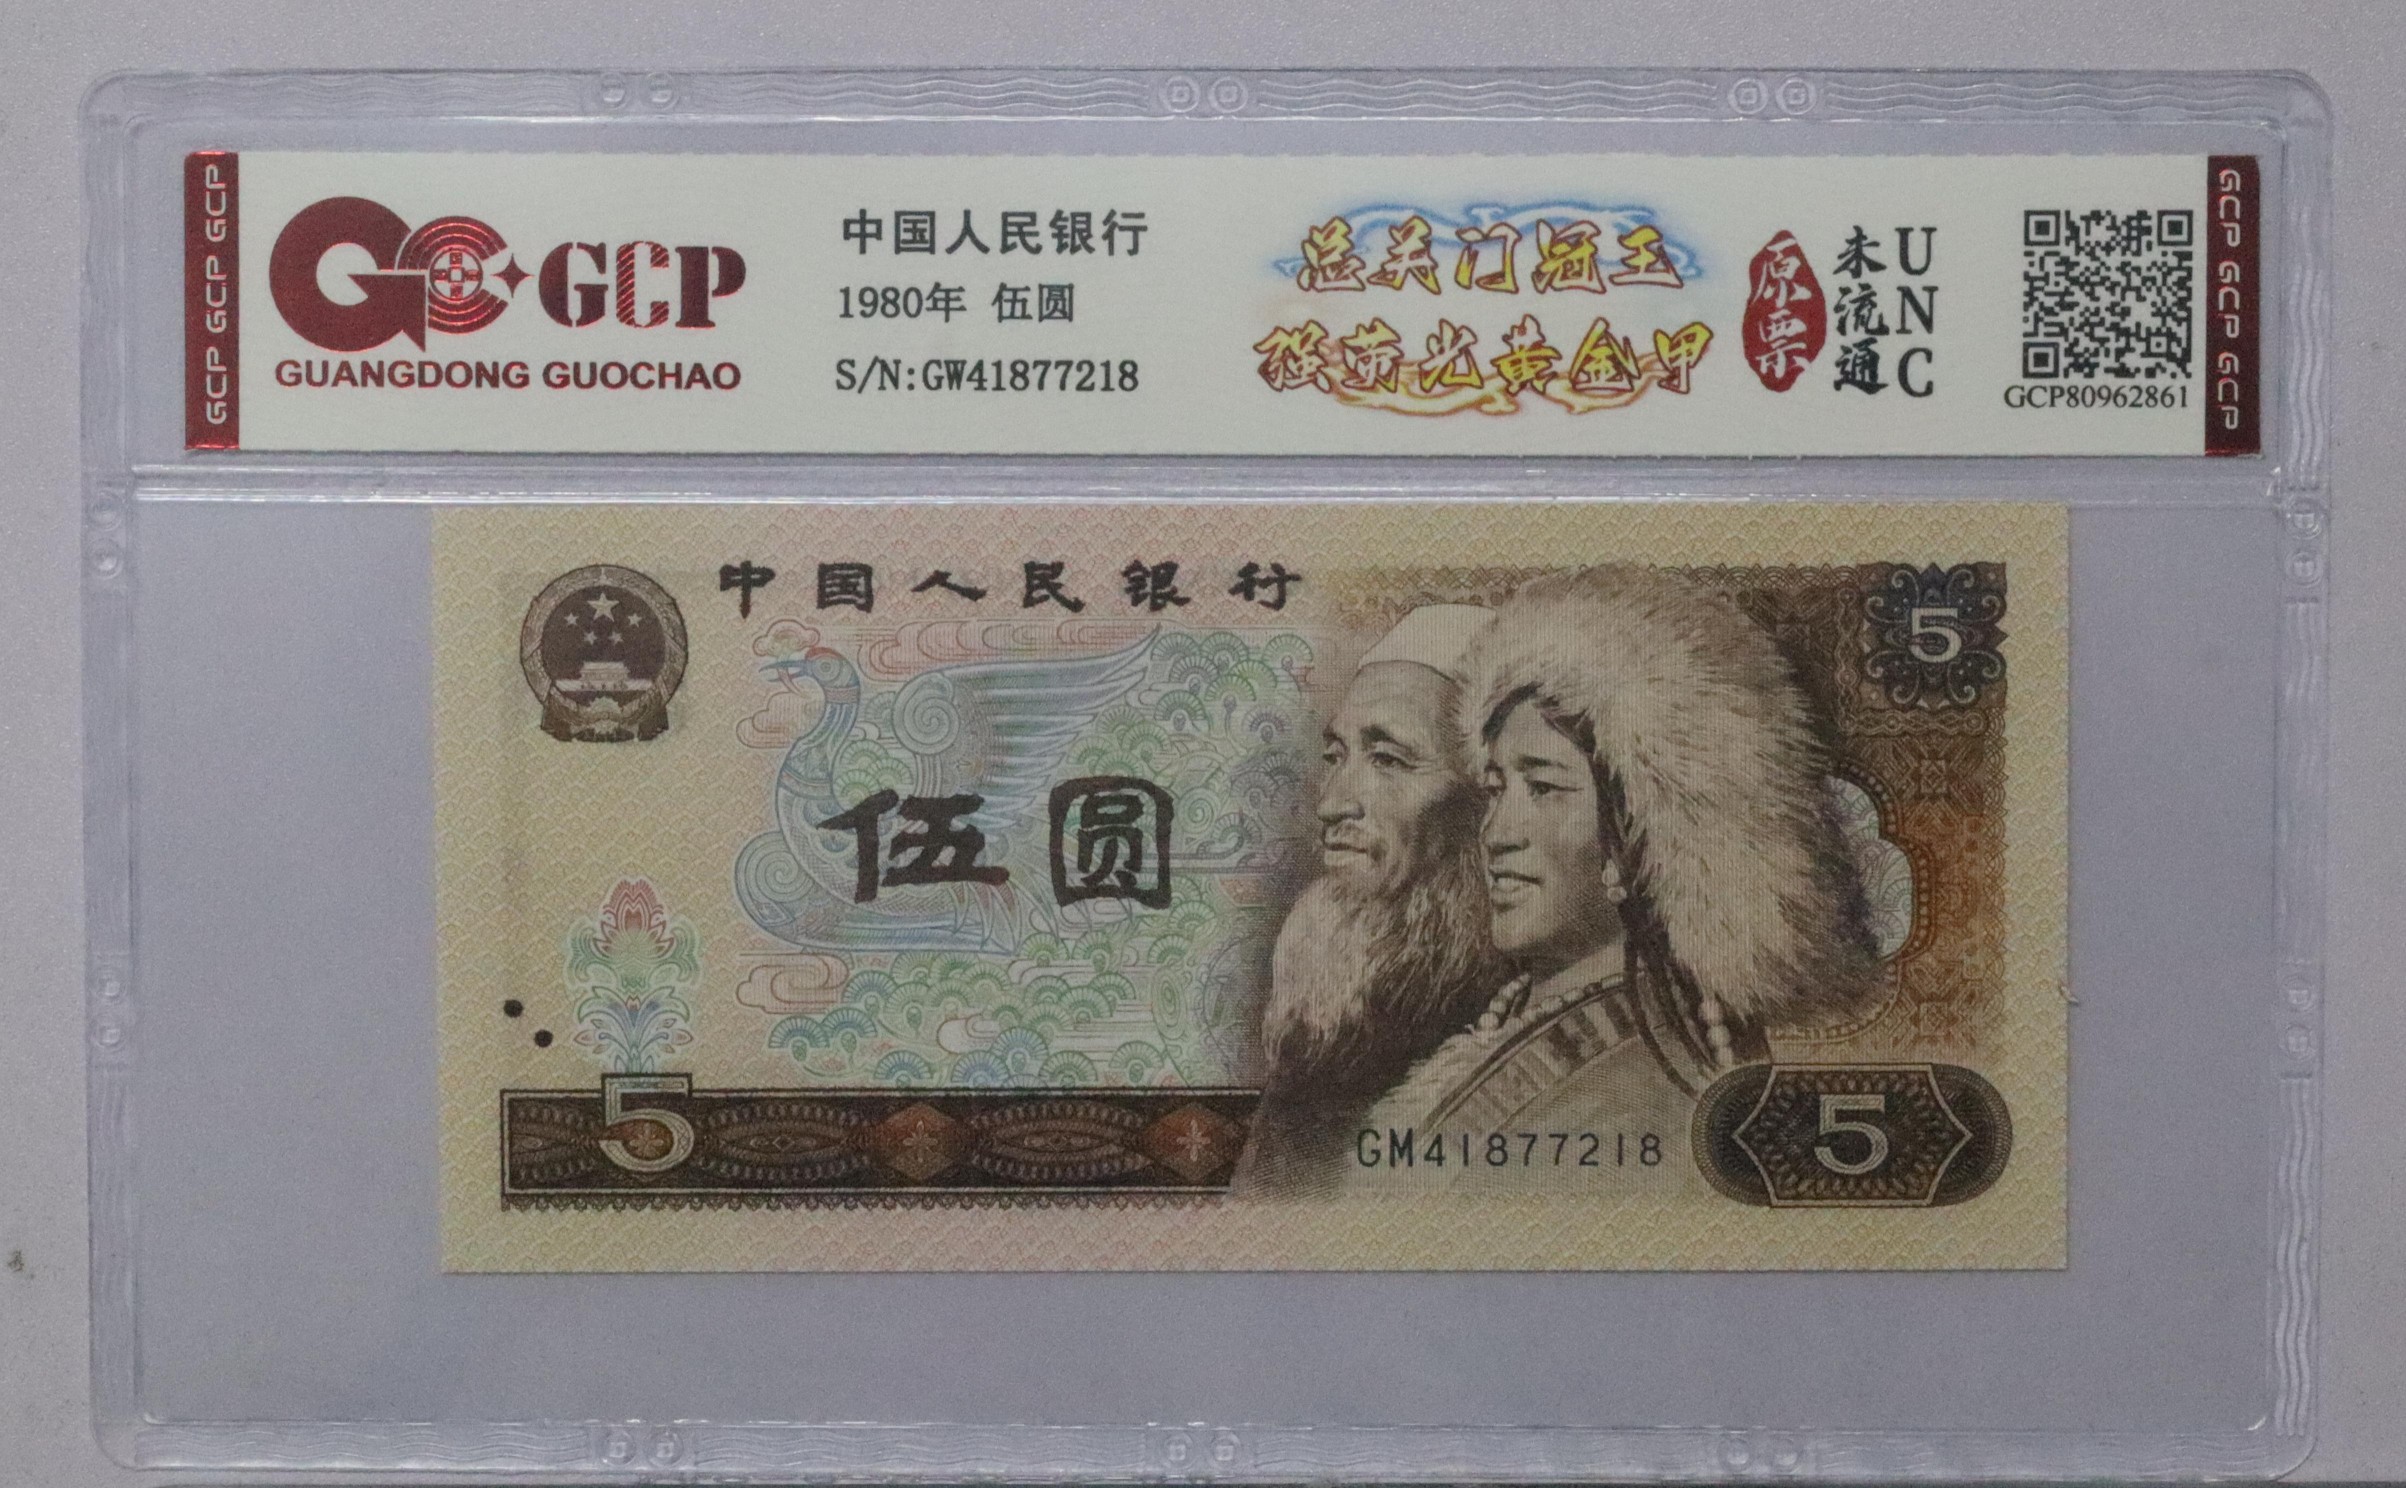 GCP GCP GCP
GCP
GUANGDONG GUOCHAO
中国人民银行
1980年 伍圆
S/N:GW41877218
总关门冠王
强荧光黄金甲
原票
未流通
UNC
GCP80962861
GCP GCP GCP
中国人民银行
5
伍圆
5
GM41877218
5